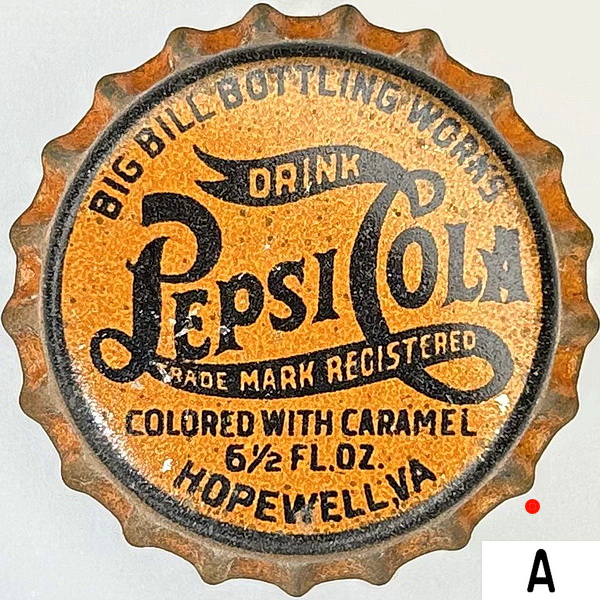 BIG BILL BOTTLING WORKS
DRINK
PEPSI COLA
TRADE MARK REGISTERED
COLORED WITH CARAMEL
6½ FL.OZ.
HOPEWELL,VA
A